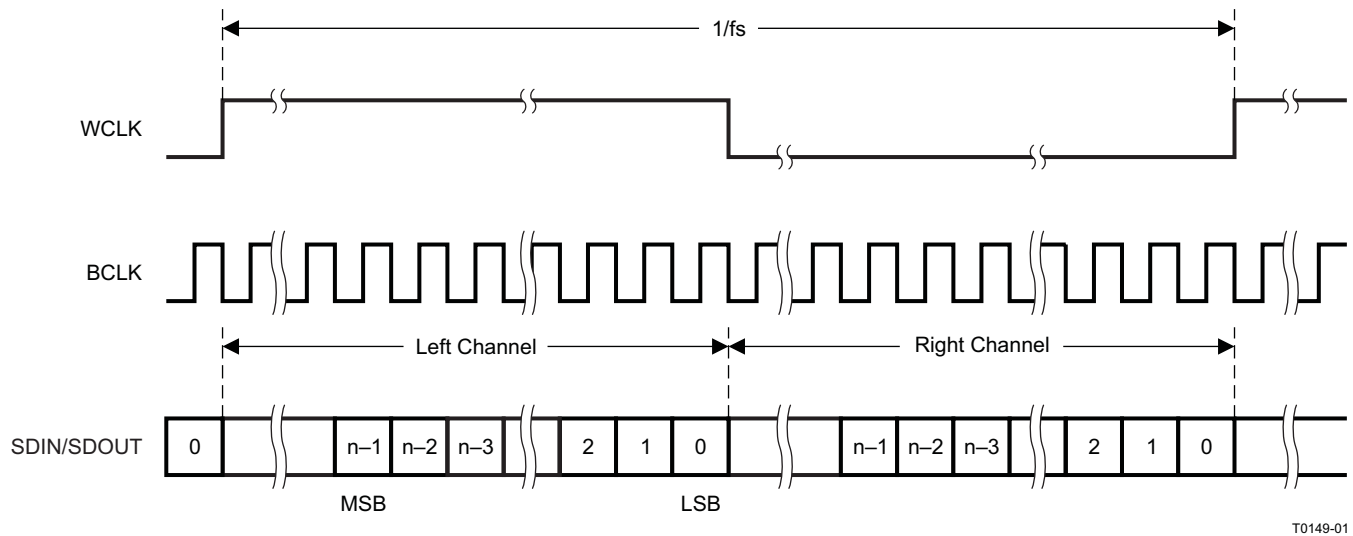 1/fs
WCLK
BCLK
Left Channel
Right Channel
SDIN/SDOUT 0 n–1 n–2 n–3 2 1 0 n–1 n–2 n–3 2 1 0
MSB LSB
T0149-01